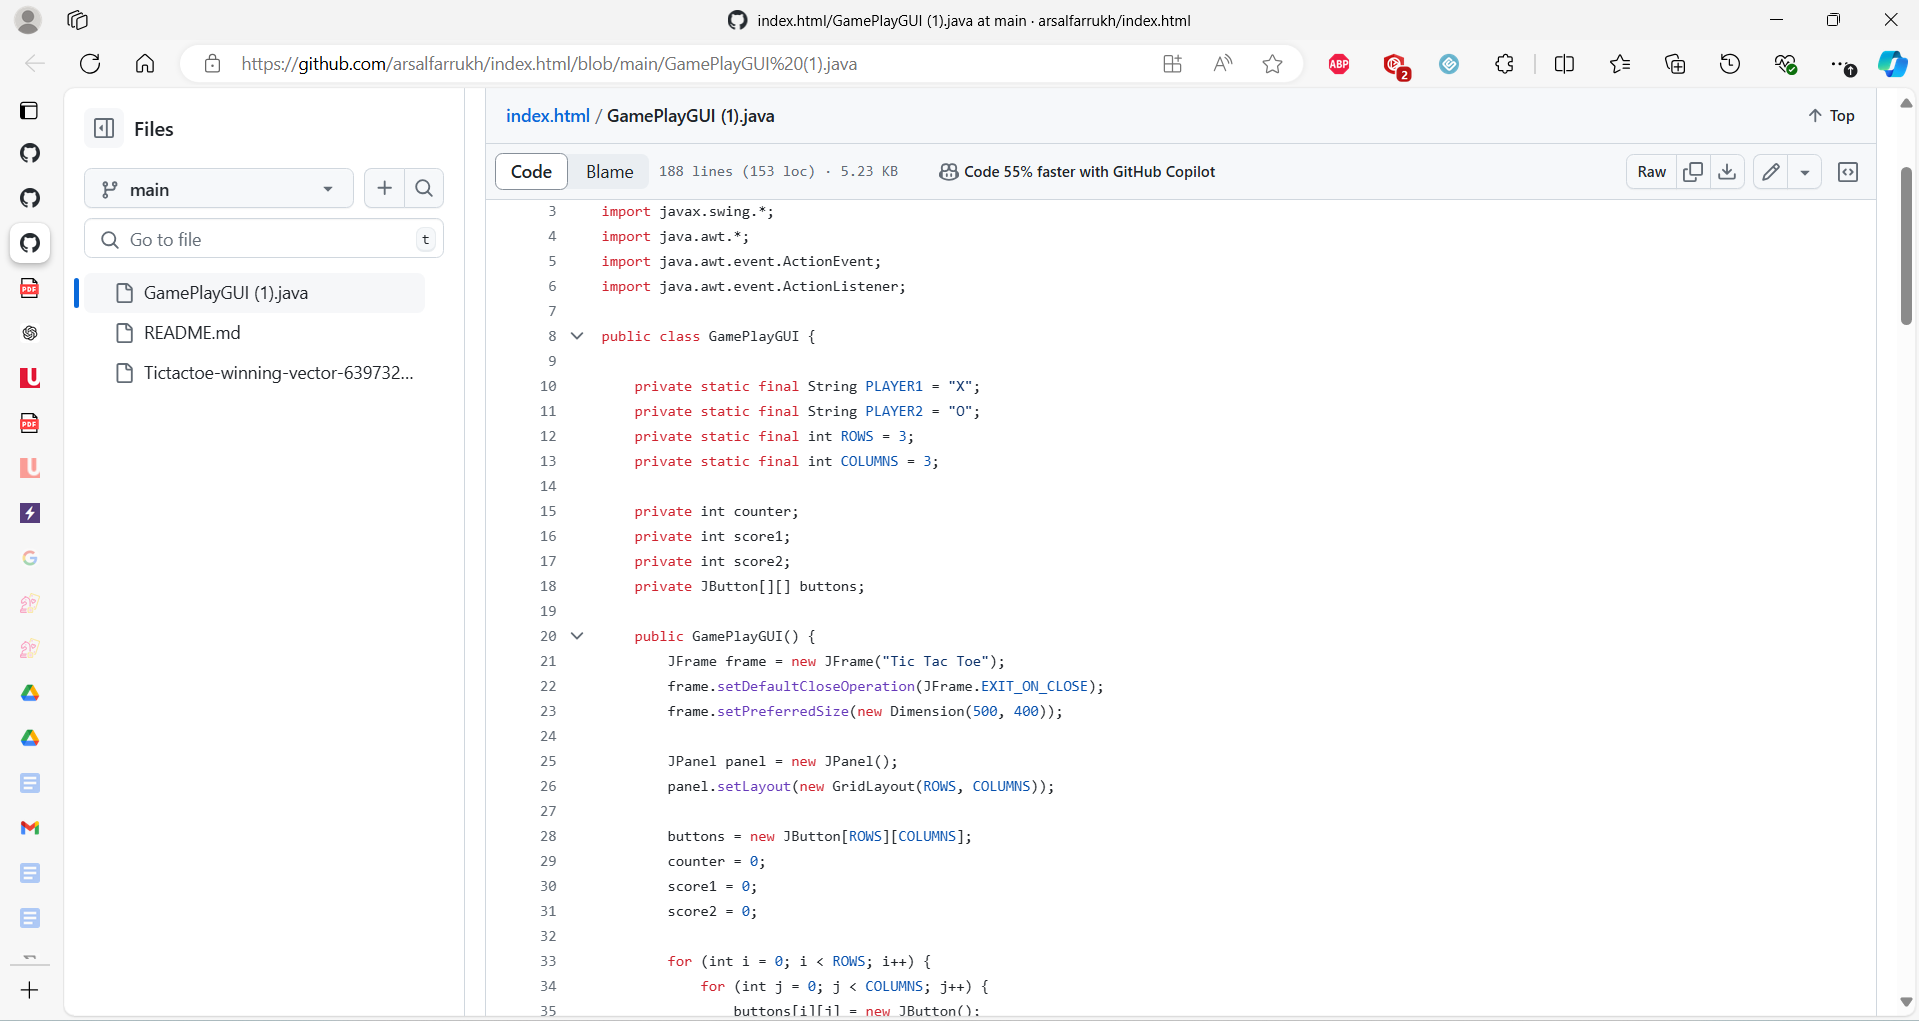 index.html/GamePlayGUI (1).java at main · arsalfarrukh/index.html
https://github.com/arsalfarrukh/index.html/blob/main/GamePlayGUI%20(1).java
ABP
2
Files
main
Go to file
t
GamePlayGUI (1).java
README.md
Tictactoe-winning-vector-639732...
PDF
PDF
index.html / GamePlayGUI (1).java
Top
Code
Blame
188 lines (153 loc) · 5.23 KB
Code 55% faster with GitHub Copilot
Raw
3 import javax.swing.*;
4 import java.awt.*;
5 import java.awt.event.ActionEvent;
6 import java.awt.event.ActionListener;
7
8 public class GamePlayGUI {
9
10 private static final String PLAYER1 = "X";
11 private static final String PLAYER2 = "O";
12 private static final int ROWS = 3;
13 private static final int COLUMNS = 3;
14
15 private int counter;
16 private int score1;
17 private int score2;
18 private JButton[][] buttons;
19
20 public GamePlayGUI() {
21 JFrame frame = new JFrame("Tic Tac Toe");
22 frame.setDefaultCloseOperation(JFrame.EXIT_ON_CLOSE);
23 frame.setPreferredSize(new Dimension(500, 400));
24
25 JPanel panel = new JPanel();
26 panel.setLayout(new GridLayout(ROWS, COLUMNS));
27
28 buttons = new JButton[ROWS][COLUMNS];
29 counter = 0;
30 score1 = 0;
31 score2 = 0;
32
33 for (int i = 0; i < ROWS; i++) {
34 for (int j = 0; j < COLUMNS; j++) {
35 buttons[i][j] = new JButton();